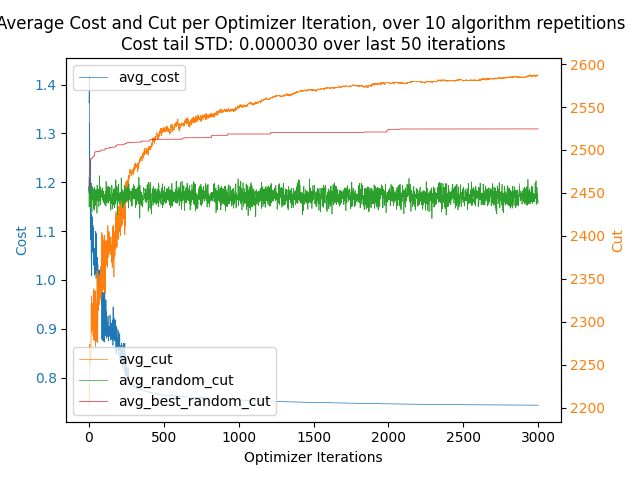 Average Cost and Cut per Optimizer Iteration, over 10 algorithm repetitions
Cost tail STD: 0.000030 over last 50 iterations
avg_cost
1.4
1.3
1.2
1.1
1.0
0.9
0.8
Cost
2600
2550
2500
2450
2400
2350
2300
2250
2200
Cut
avg_cut
avg_random_cut
avg_best_random_cut
0
500
1000
1500
2000
2500
3000
Optimizer Iterations